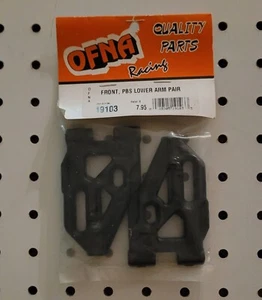 OFNA
Racing
QUALITY
PARTS
FRONT. PBS LOWER ARM PAIR
19103
7.95